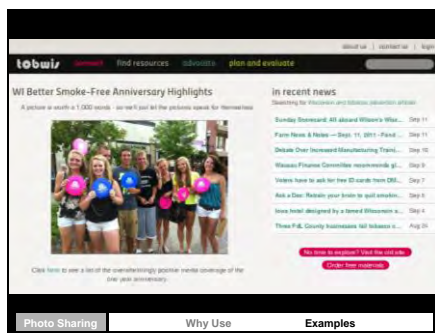 about us | contact us | login
tobwis connect find resources advocate plan and evaluate
WI Better Smoke-Free Anniversary Highlights
A picture is worth a 1,000 words - so we'll just let the pictures speak for themselves
Click here to see a list of the overwhelmingly positive media coverage of the
one year anniversary.
in recent news
Searching for Wisconsin and tobacco prevention articles
Sunday Scorecard: All aboard Wilson's Wise... Sep 11
Farm News & Notes — Sept. 11, 2011 - Fond ... Sep 11
Debate Over Increased Manufacturing Traini... Sep 10
Wausau Finance Committee recommends gi... Sep 9
Voters have to ask for free ID cards from DM... Sep 7
Ask a Doc: Retrain your brain to quit smokin... Sep 5
Iowa hotel designed by a famed Wisconsin a... Sep 4
Three FdL County businesses fail tobacco c... Aug 26
No time to explore? Visit the old site.
Order free materials
Photo Sharing Why Use Examples